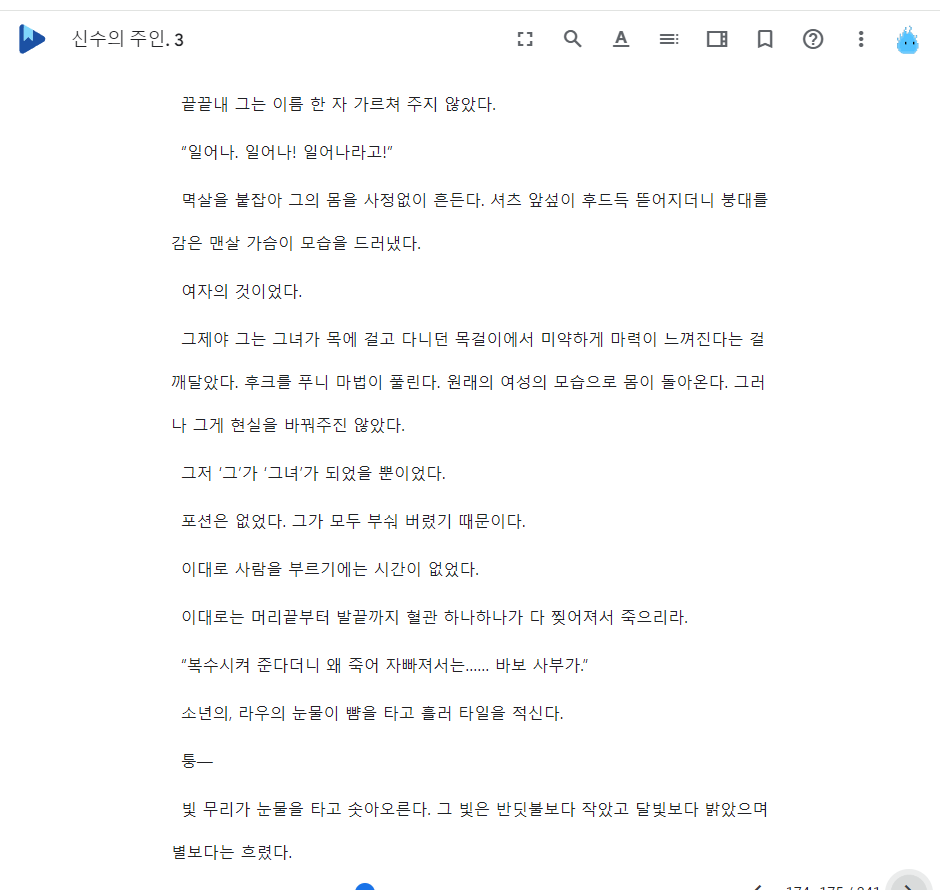 신수의 주인. 3
끝끝내 그는 이름 한 자 가르쳐 주지 않았다.
“일어나. 일어나! 일어나라고!”
멱살을 붙잡아 그의 몸을 사정없이 흔든다. 셔츠 앞섶이 후드득 뜯어지더니 붕대를
감은 맨살 가슴이 모습을 드러냈다.
여자의 것이었다.
그제야 그는 그녀가 목에 걸고 다니던 목걸이에서 미약하게 마력이 느껴진다는 걸
깨달았다. 후크를 푸니 마법이 풀린다. 원래의 여성의 모습으로 몸이 돌아온다. 그러
나 그게 현실을 바꿔주진 않았다.
그저 ‘그’가 ‘그녀’가 되었을 뿐이었다.
포션은 없었다. 그가 모두 부숴 버렸기 때문이다.
이대로 사람을 부르기에는 시간이 없었다.
이대로는 머리끝부터 발끝까지 혈관 하나하나가 다 찢어져서 죽으리라.
“복수시켜 준다더니 왜 죽어 자빠져서는…… 바보 사부가.”
소년의, 라우의 눈물이 뺨을 타고 흘러 타일을 적신다.
퉁―
빛 무리가 눈물을 타고 솟아오른다. 그 빛은 반딧불보다 작았고 달빛보다 밝았으며
별보다는 흐렸다.